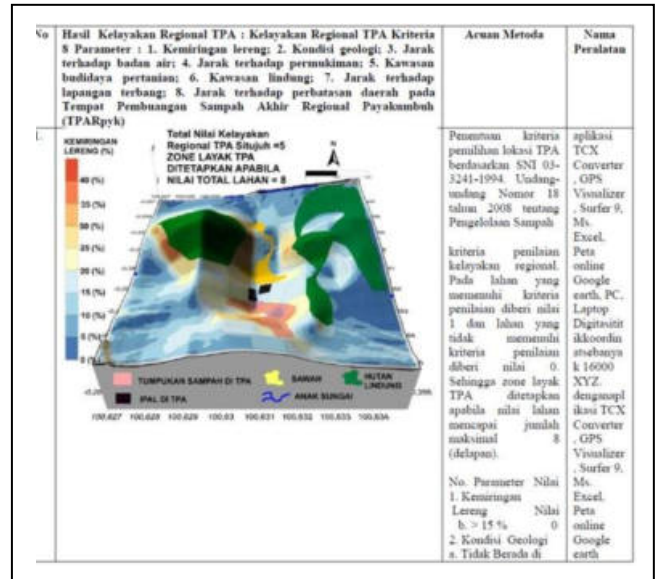 No
Hasil Kelayakan Regional TPA : Kelayakan Regional TPA Kriteria
8 Parameter : 1. Kemiringan lereng; 2. Kondisi geologi; 3. Jarak
terhadap badan air; 4. Jarak terhadap permukiman; 5. Kawasan
budidaya pertanian; 6. Kawasan lindung; 7. Jarak terhadap
lapangan terbang; 8. Jarak terhadap perbatasan daerah pada
Tempat Pembuangan Sampah Akhir Regional Payakumbuh
(TPARpyk)
Acuan Metoda
Nama
Peralatan
1.
KEMIRINGAN
LERENG (%)
40 (%)
35 (%)
30 (%)
25 (%)
20 (%)
15 (%)
10 (%)
5 (%)
0 (%)
Total Nilai Kelayakan
Regional TPA Situjuh =5
ZONE LAYAK TPA
DITETAPKAN APABILA
NILAI TOTAL LAHAN = 8
N
TUMPUKAN SAMPAH DI TPA
SAWAH
HUTAN
LINDUNG
IPAL DI TPA
ANAK SUNGAI
100.627 100.628 100.629 100.63 100.631 100.632 100.633 100.634
Penentuan kriteria
pemilihan lokasi TPA
berdasarkan SNI 03-
3241-1994. Undang-
undang Nomor 18
tahun 2008 tentang
Pengelolaan Sampah
kriteria penilaian
kelayakan regional.
Pada lahan yang
memenuhi kriteria
penilaian diberi nilai
1 dan lahan yang
tidak memenuhi
kriteria penilaian
diberi nilai 0.
Sehingga zone layak
TPA ditetapkan
apabila nilai lahan
mencapai jumlah
maksimal 8
(delapan).
No. Parameter Nilai
1. Kemiringan
Lereng Nilai
b. > 15 % 0
2. Kondisi Geologi
a. Tidak Berada di
aplikasi
TCX
Converter
, GPS
Visualizer
, Surfer 9,
Ms.
Excel,
Peta
online
Google
earth, PC,
Laptop
Digitasitit
ikkoordin
atsebanya
k 16000
XYZ.
denganapl
ikasi TCX
Converter
, GPS
Visualizer
, Surfer 9,
Ms.
Excel,
Peta
online
Google
earth